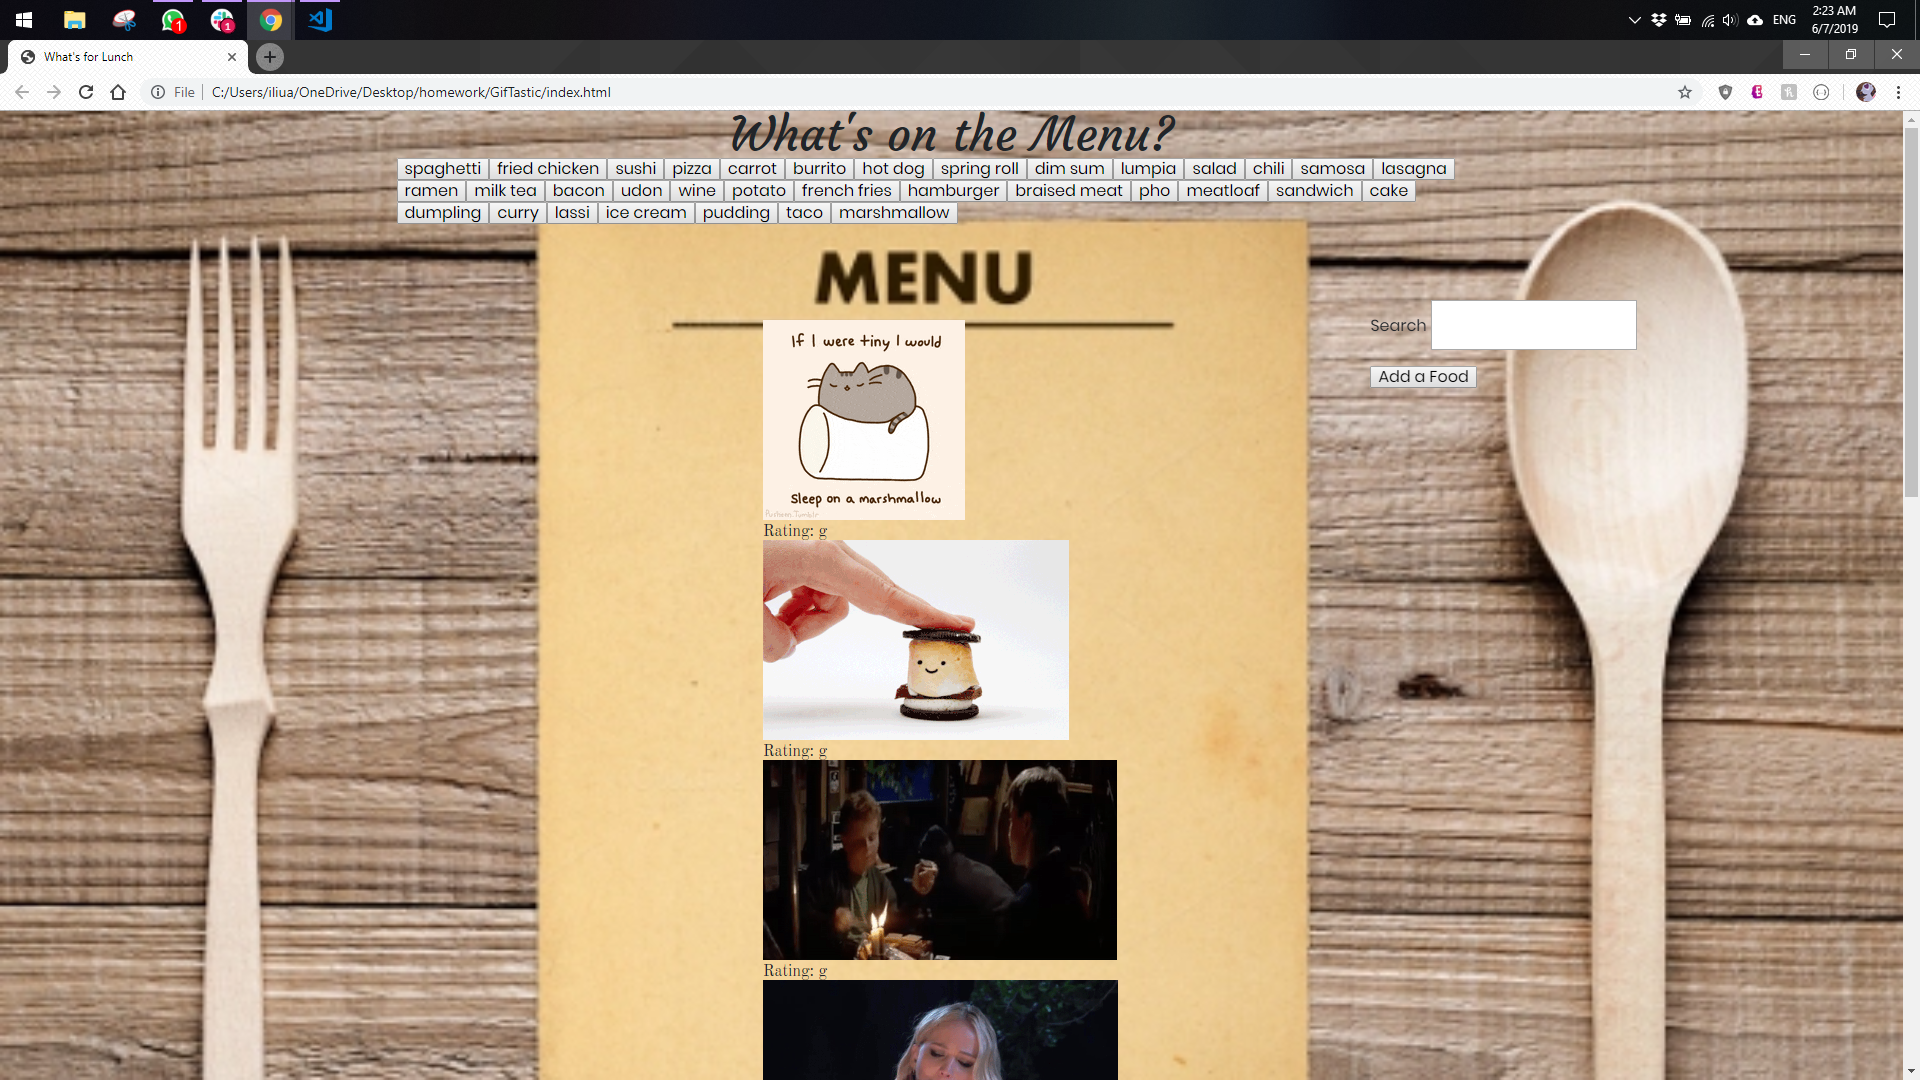 1
1
ENG
2:23 AM
6/7/2019
What's for Lunch
File
C:/Users/iliua/OneDrive/Desktop/homework/GifTastic/index.html
What's on the Menu?
spaghetti fried chicken sushi pizza carrot burrito hot dog spring roll dim sum lumpia salad chili samosa lasagna
ramen milk tea bacon udon wine potato french fries hamburger braised meat pho meatloaf sandwich cake
dumpling curry lassi ice cream pudding taco marshmallow
MENU
Search
Add a Food
If I were tiny I would
Sleep on a marshmallow
Rating: g
Rating: g
Rating: g